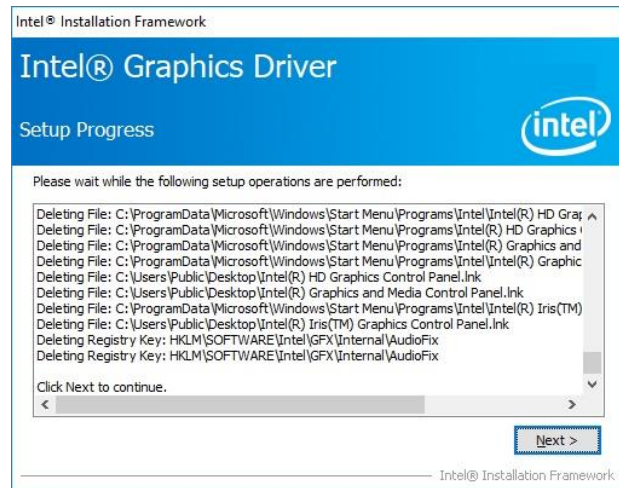 Intel® Installation Framework
Intel® Graphics Driver
Setup Progress
intel
Please wait while the following setup operations are performed:
Deleting File: C:\ProgramData\Microsoft\Windows\Start Menu\Programs\Intel\Intel(R) HD Grap
Deleting File: C:\ProgramData\Microsoft\Windows\Start Menu\Programs\Intel(R) HD Graphics
Deleting File: C:\ProgramData\Microsoft\Windows\Start Menu\Programs\Intel(R) Graphics and
Deleting File: C:\ProgramData\Microsoft\Windows\Start Menu\Programs\Intel\Intel(R) Graphic
Deleting File: C:\Users\Public\Desktop\Intel(R) HD Graphics Control Panel.lnk
Deleting File: C:\Users\Public\Desktop\Intel(R) Graphics and Media Control Panel.lnk
Deleting File: C:\ProgramData\Microsoft\Windows\Start Menu\Programs\Intel\Intel(R) Iris(TM)
Deleting File: C:\Users\Public\Desktop\Intel(R) Iris(TM) Graphics Control Panel.lnk
Deleting Registry Key: HKLM\SOFTWARE\Intel\GFX\Internal\AudioFix
Deleting Registry Key: HKLM\SOFTWARE\Intel\GFX\Internal\AudioFix
Click Next to continue.
Next >
Intel® Installation Framework